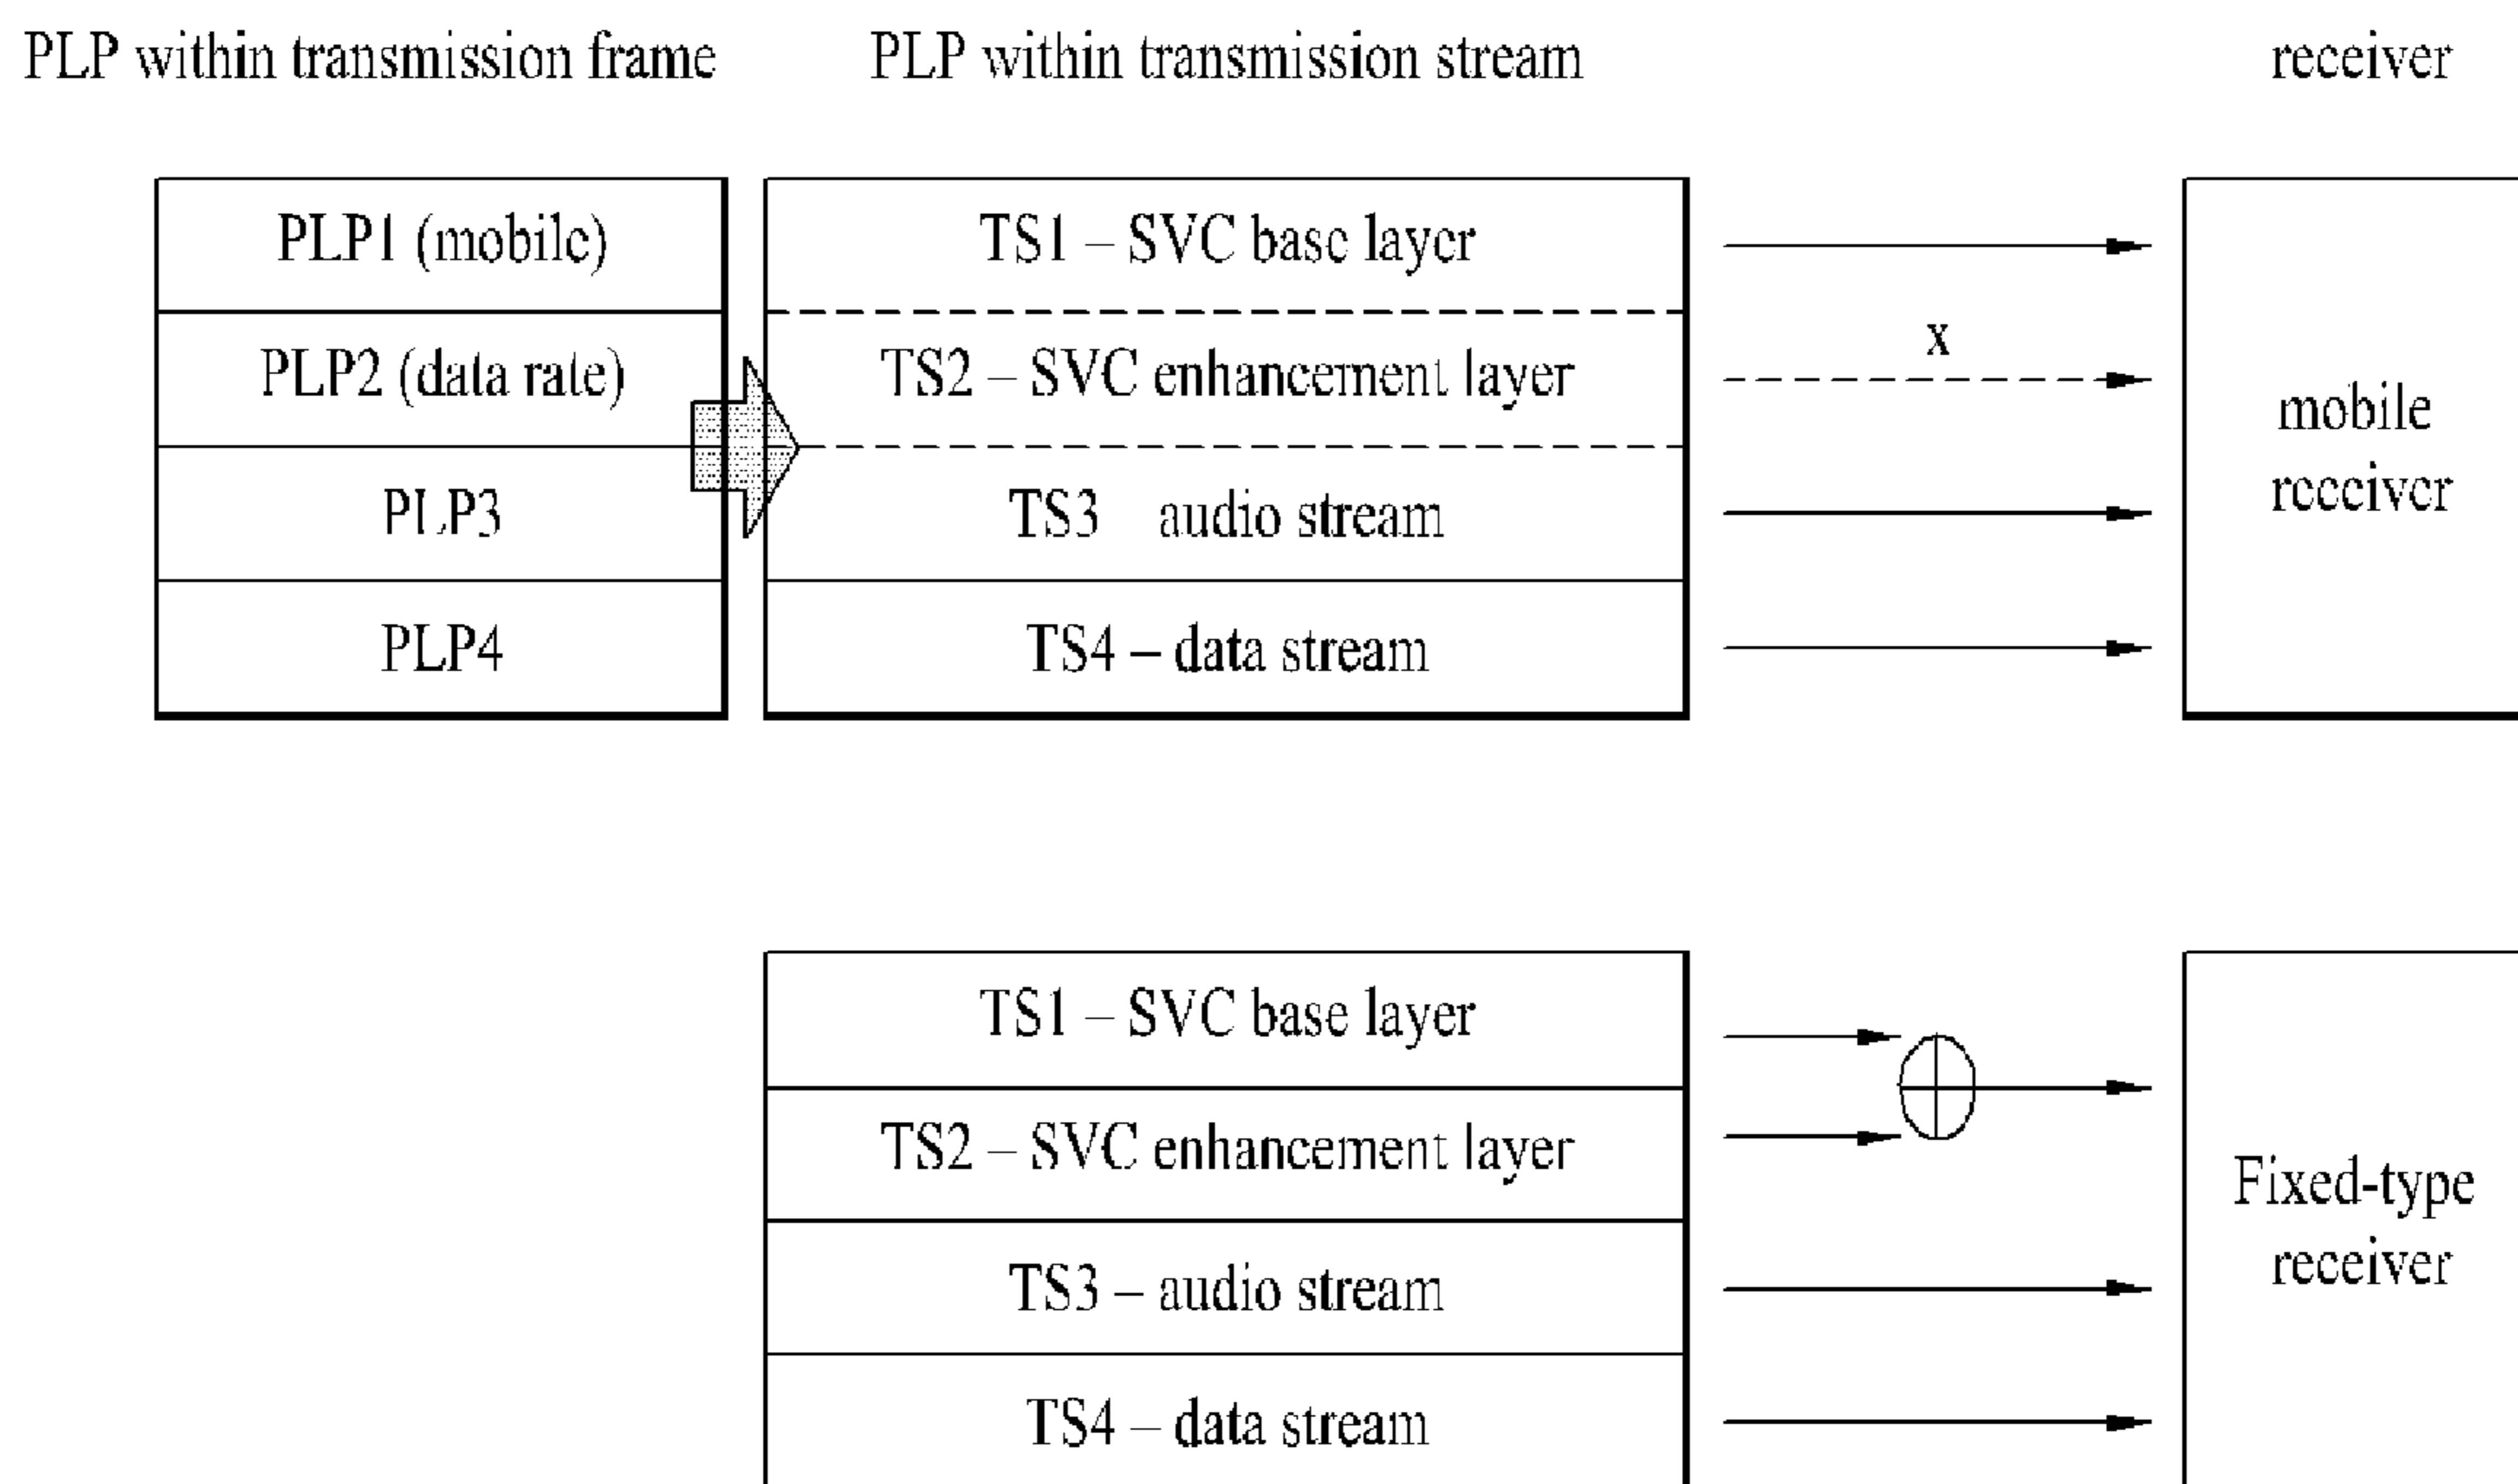 PLP within transmission frame
PLP within transmission stream
receiver
PLP1 (mobile)
PLP2 (data rate)
PLP3
PLP4
TS1 – SVC base layer
TS2 – SVC enhancement layer
TS3 audio stream
TS4 – data stream
x
mobile
receiver
TS1 – SVC base layer
TS2 – SVC enhancement layer
TS3 – audio stream
TS4 – data stream
Fixed-type
receiver